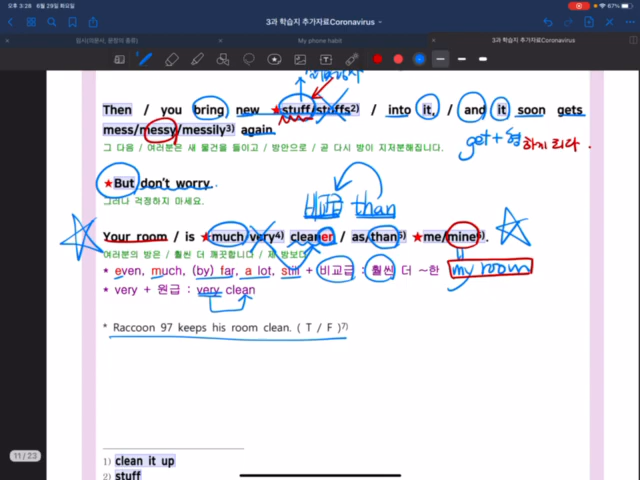 오후 3:28 6월 29일 화요일
67%
3과 학습지 추가자료Coronavirus
임시(의문사, 문장의 종류)
My phone habit
3과 학습지 추가자료Coronavirus
Then / you bring new ★stuff/stuffs2) / into it, / and it soon gets
mess/messy/messily3) again.
get+형 하게 되다.
그 다음 / 여러분은 새 물건을 들이고 / 방안으로 / 곧 다시 방이 지저분해집니다.
★But don't worry.
그러나 걱정하지 마세요.
비교급 than
Your room / is ★much/very4) cleaner / as/than5) ★me/mine6).
여러분의 방은 / 훨씬 더 깨끗합니다 / 제 방보다
★ even, much, (by) far, a lot, still + 비교급 : 훨씬 더 ~한
my room
★ very + 원급 : very clean
* Raccoon 97 keeps his room clean. ( T / F )7)
11 / 23
1) clean it up
2) stuff